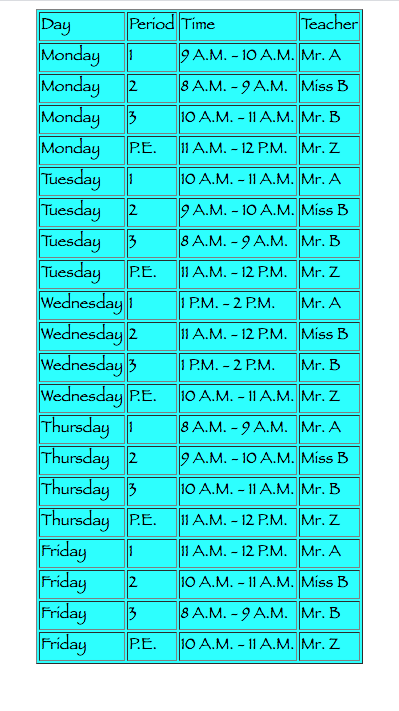 Day Period Time Teacher
Monday 1 9 A.M. - 10 A.M. Mr. A
Monday 2 8 A.M. - 9 A.M. Miss B
Monday 3 10 A.M. - 11 A.M. Mr. B
Monday P.E. 11 A.M. - 12 P.M. Mr. Z
Tuesday 1 10 A.M. - 11 A.M. Mr. A
Tuesday 2 9 A.M. - 10 A.M. Miss B
Tuesday 3 8 A.M. - 9 A.M. Mr. B
Tuesday P.E. 11 A.M. - 12 P.M. Mr. Z
Wednesday 1 1 P.M. - 2 P.M. Mr. A
Wednesday 2 11 A.M. - 12 P.M. Miss B
Wednesday 3 1 P.M. - 2 P.M. Mr. B
Wednesday P.E. 10 A.M. - 11 A.M. Mr. Z
Thursday 1 8 A.M. - 9 A.M. Mr. A
Thursday 2 9 A.M. - 10 A.M. Miss B
Thursday 3 10 A.M. - 11 A.M. Mr. B
Thursday P.E. 11 A.M. - 12 P.M. Mr. Z
Friday 1 11 A.M. - 12 P.M. Mr. A
Friday 2 10 A.M. - 11 A.M. Miss B
Friday 3 8 A.M. - 9 A.M. Mr. B
Friday P.E. 10 A.M. - 11 A.M. Mr. Z